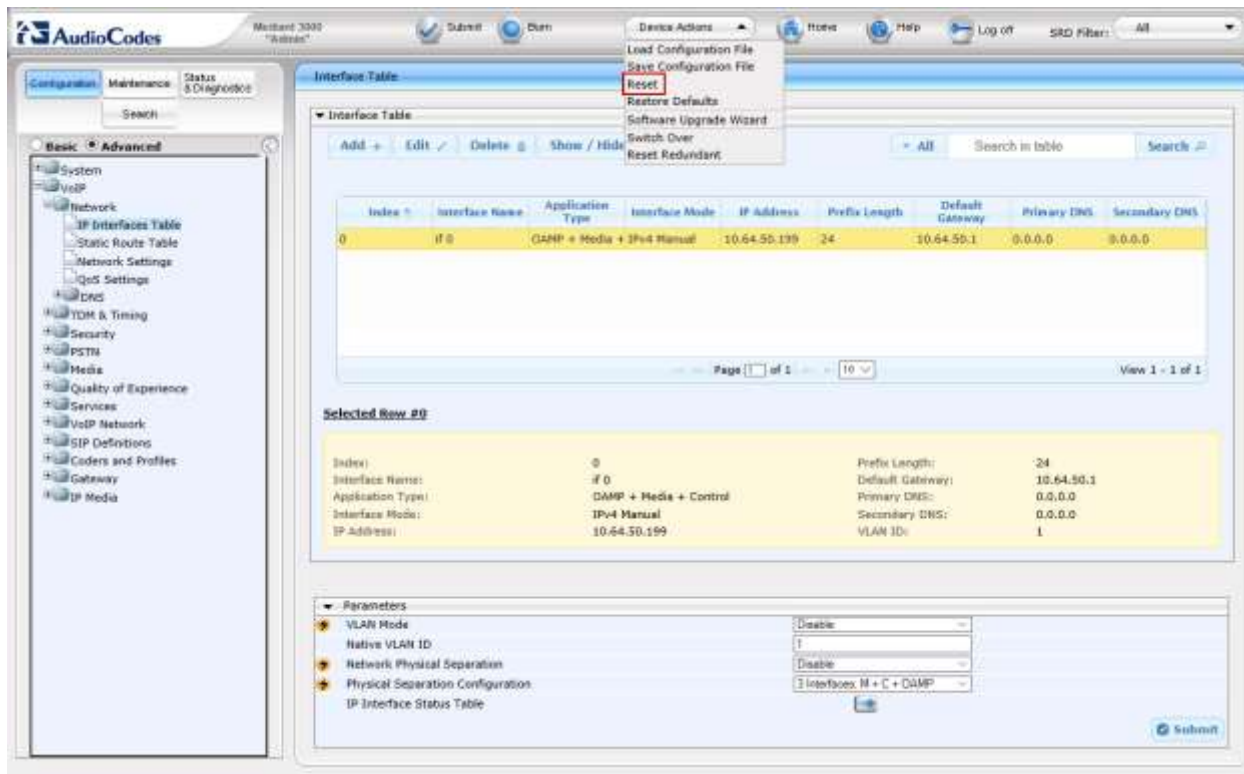 AudioCodes
Mediant 3000
"Admin"
Submit
Burn
Device Actions
Home
Help
Log off
SRD Filter:
All
Load Configuration File
Save Configuration File
Reset
Restore Defaults
Software Upgrade Wizard
Switch Over
Reset Redundant
Configuration
Maintenance
Status
& Diagnostics
Search
Basic Advanced
System
VoIP
Network
IP Interfaces Table
Static Route Table
Network Settings
QoS Settings
DNS
TDM & Timing
Security
PSTN
Media
Quality of Experience
Services
VoIP Network
SIP Definitions
Coders and Profiles
Gateway
IP Media
Interface Table
Interface Table
Add +
Edit
Delete
Show / Hide
All
Search in table
Search
Index
Interface Name
Application Type
Interface Mode
IP Address
Prefix Length
Default Gateway
Primary DNS
Secondary DNS
0
if 0
OAMP + Media +
IPv4 Manual
10.64.50.199
24
10.64.50.1
0.0.0.0
0.0.0.0
Page 1 of 1
10
View 1 - 1 of 1
Selected Row #0
Index: 0
Interface Name: if 0
Application Type: OAMP + Media + Control
Interface Mode: IPv4 Manual
IP Address: 10.64.50.199
Prefix Length: 24
Default Gateway: 10.64.50.1
Primary DNS: 0.0.0.0
Secondary DNS: 0.0.0.0
VLAN ID: 1
Parameters
VLAN Mode Disable
Native VLAN ID 1
Network Physical Separation Disable
Physical Separation Configuration 3 Interfaces: M + C + OAMP
IP Interface Status Table
Submit